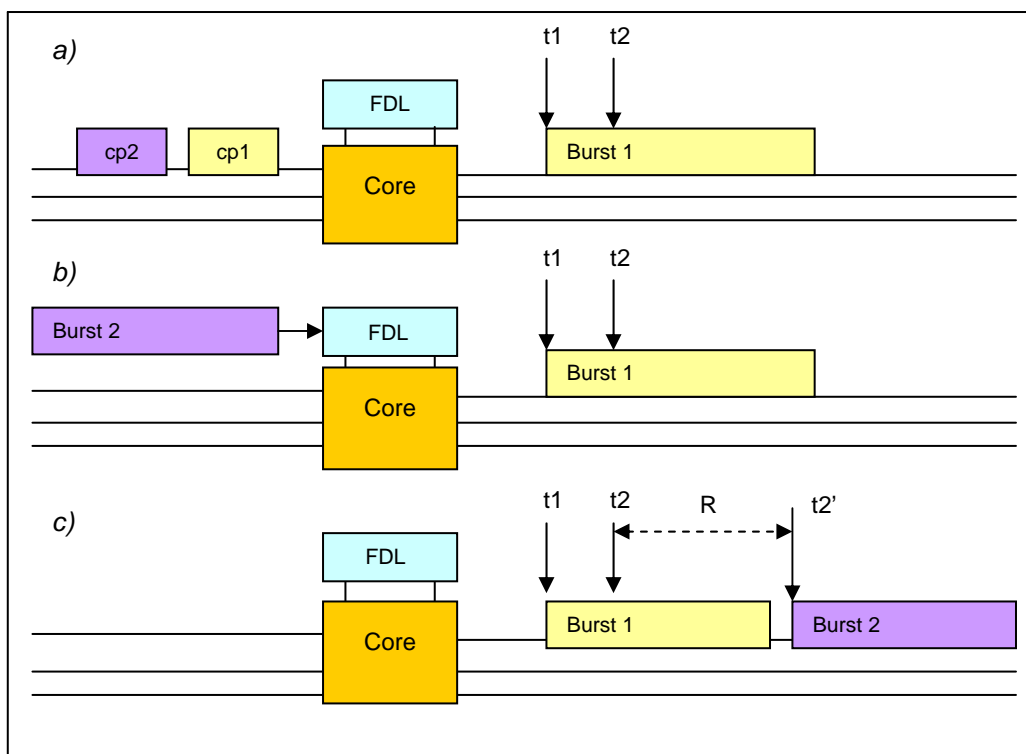 a)
t1 t2
FDL
cp2 cp1 Core Burst 1
b)
t1 t2
Burst 2 FDL
Core Burst 1
c)
t1 t2 R t2’
FDL
Core Burst 1 Burst 2